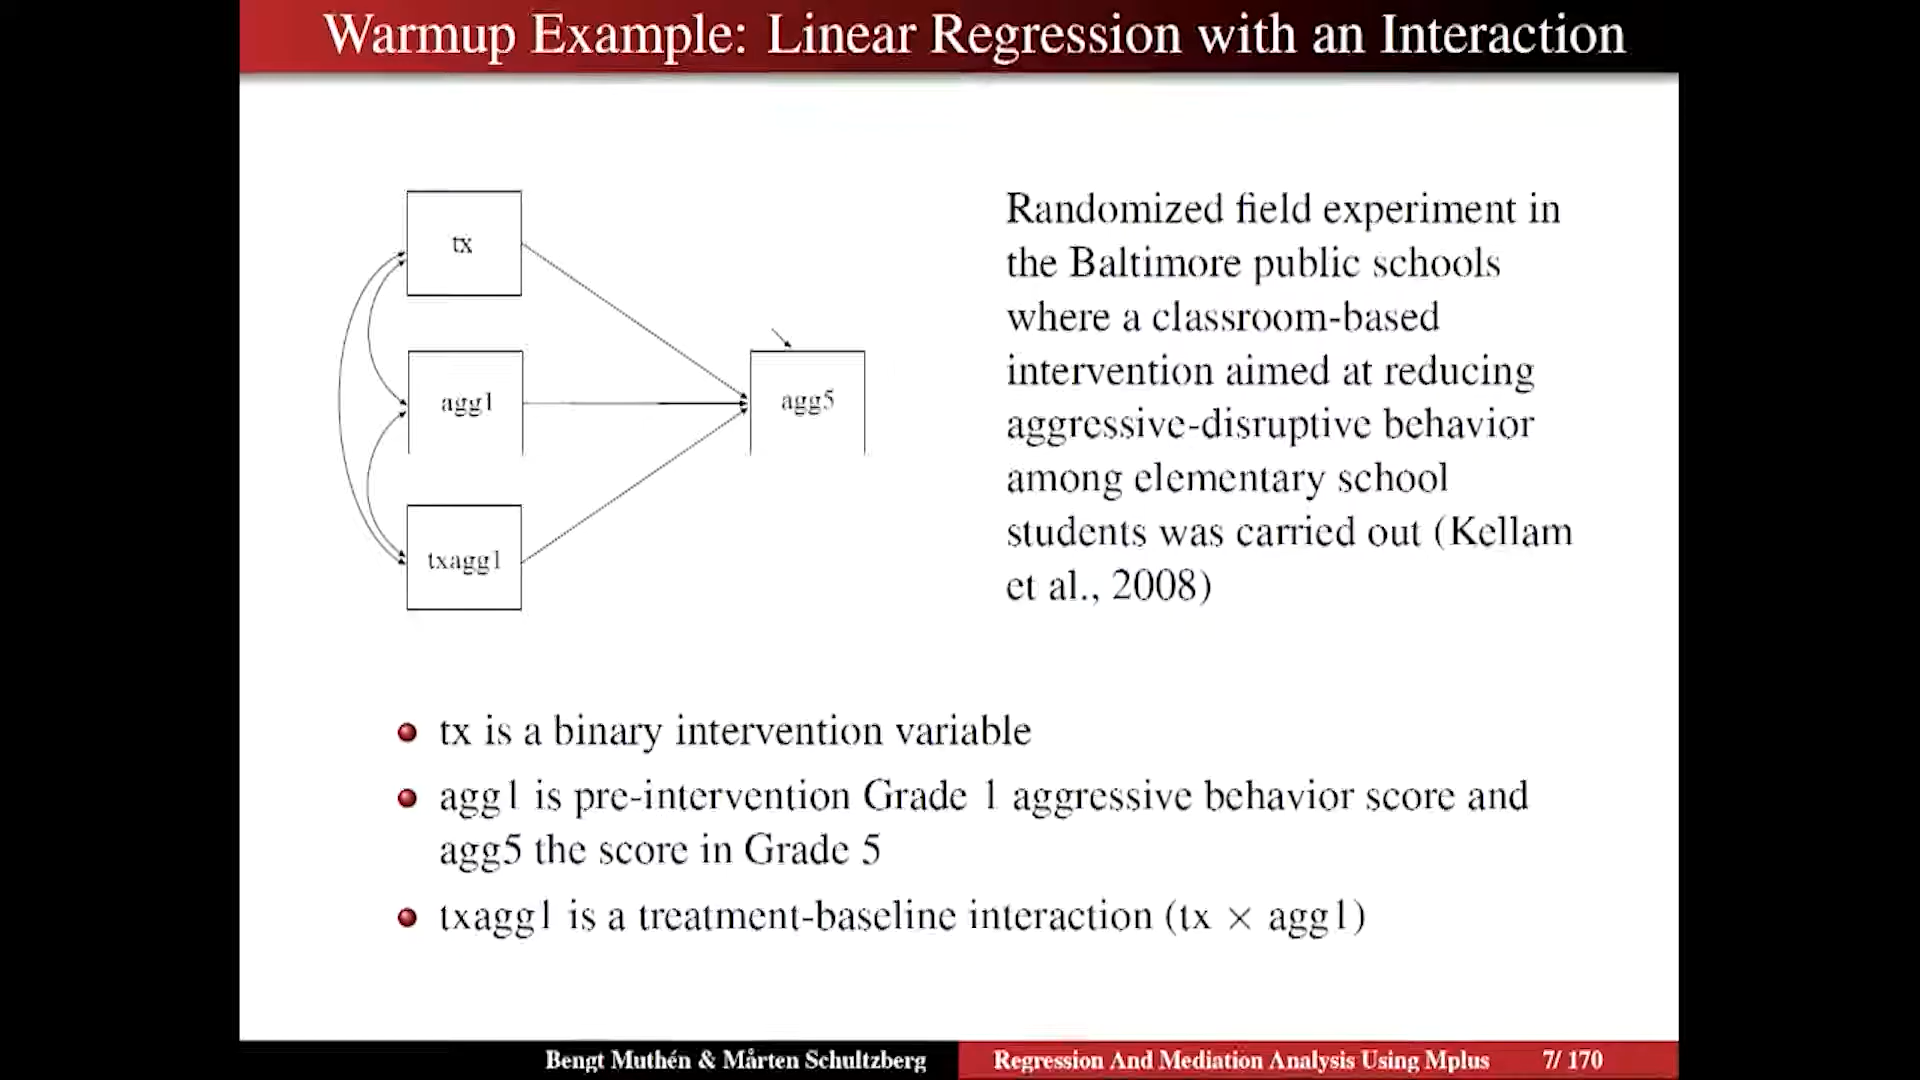 Warmup Example: Linear Regression with an Interaction
tx
agg1
txagg1
agg5
Randomized field experiment in
the Baltimore public schools
where a classroom-based
intervention aimed at reducing
aggressive-disruptive behavior
among elementary school
students was carried out (Kellam
et al., 2008)
tx is a binary intervention variable
agg1 is pre-intervention Grade 1 aggressive behavior score and
agg5 the score in Grade 5
txagg1 is a treatment-baseline interaction (tx × agg1)
Bengt Muthén & Mårten Schultzberg
Regression And Mediation Analysis Using Mplus 7/ 170